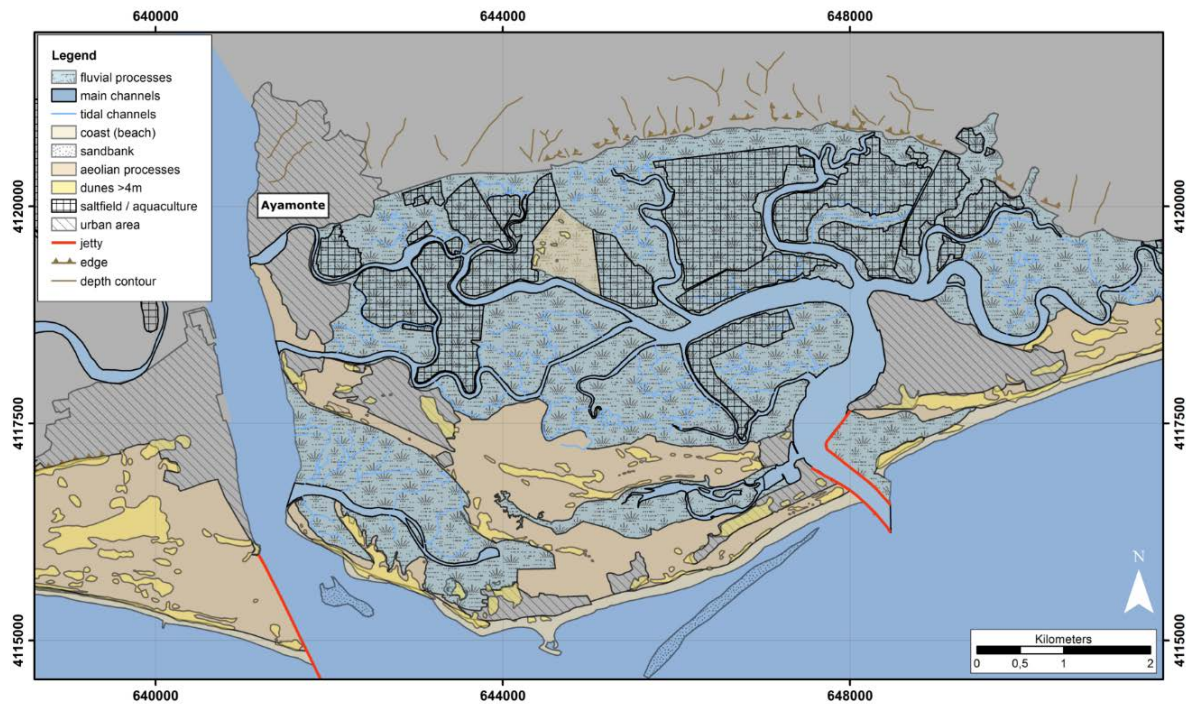 640000 644000 648000
Legend
fluvial processes
main channels
tidal channels
coast (beach)
sandbank
aeolian processes
dunes >4m
saltfield / aquaculture
urban area
jetty
edge
depth contour
Ayamonte
4120000 4120000
4117500 4117500
N
Kilometers
0 0,5 1 2
4115000 4115000
640000 644000 648000